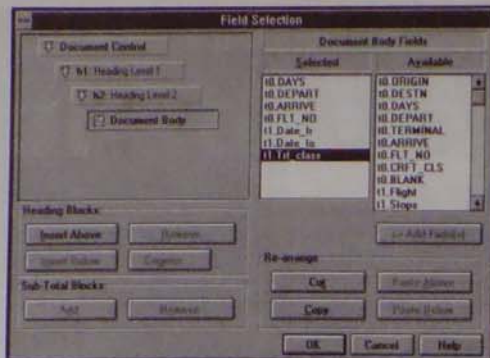 Field Selection
Document Control
h1: Heading Level 1
h2: Heading Level 2
Document Body
Document Body Fields
Selected
t0.DAYS
t0.DEPART
t0.ARRIVE
t0.FLT_NO
t1.Date_fr
t1.Date_to
t1.Trf_class
Available
t0.ORIGIN
t0.DESTN
t0.DAYS
t0.DEPART
t0.TERMINAL
t0.ARRIVE
t0.FLT_NO
t0.CRFT_CLS
t0.BLANK
t1.Flight
t1.Stops
<< Add Field(s)
Heading Blocks:
Insert Above
Remove
Insert Below
Express
Sub-Total Blocks:
Add
Remove
Re-arrange
Cut
Paste Above
Copy
Paste Below
OK
Cancel
Help